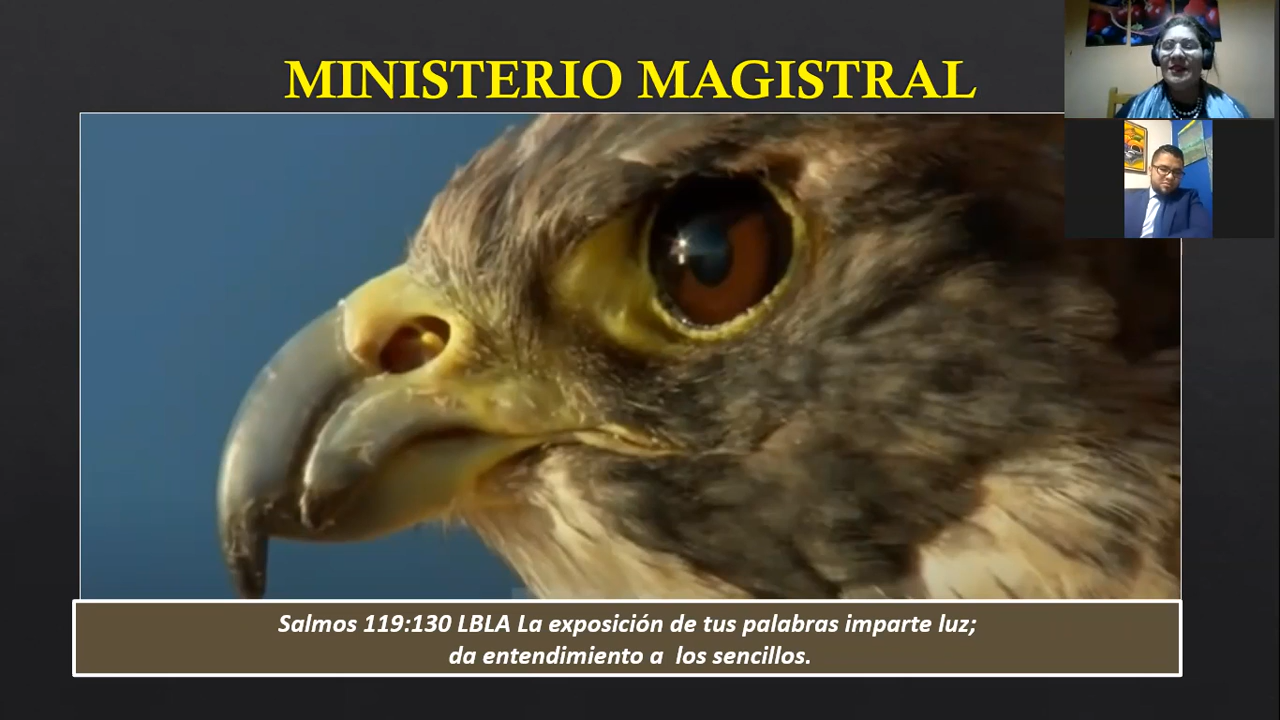 MINISTERIO MAGISTRAL
Salmos 119:130 LBLA La exposición de tus palabras imparte luz;
da entendimiento a  los sencillos.